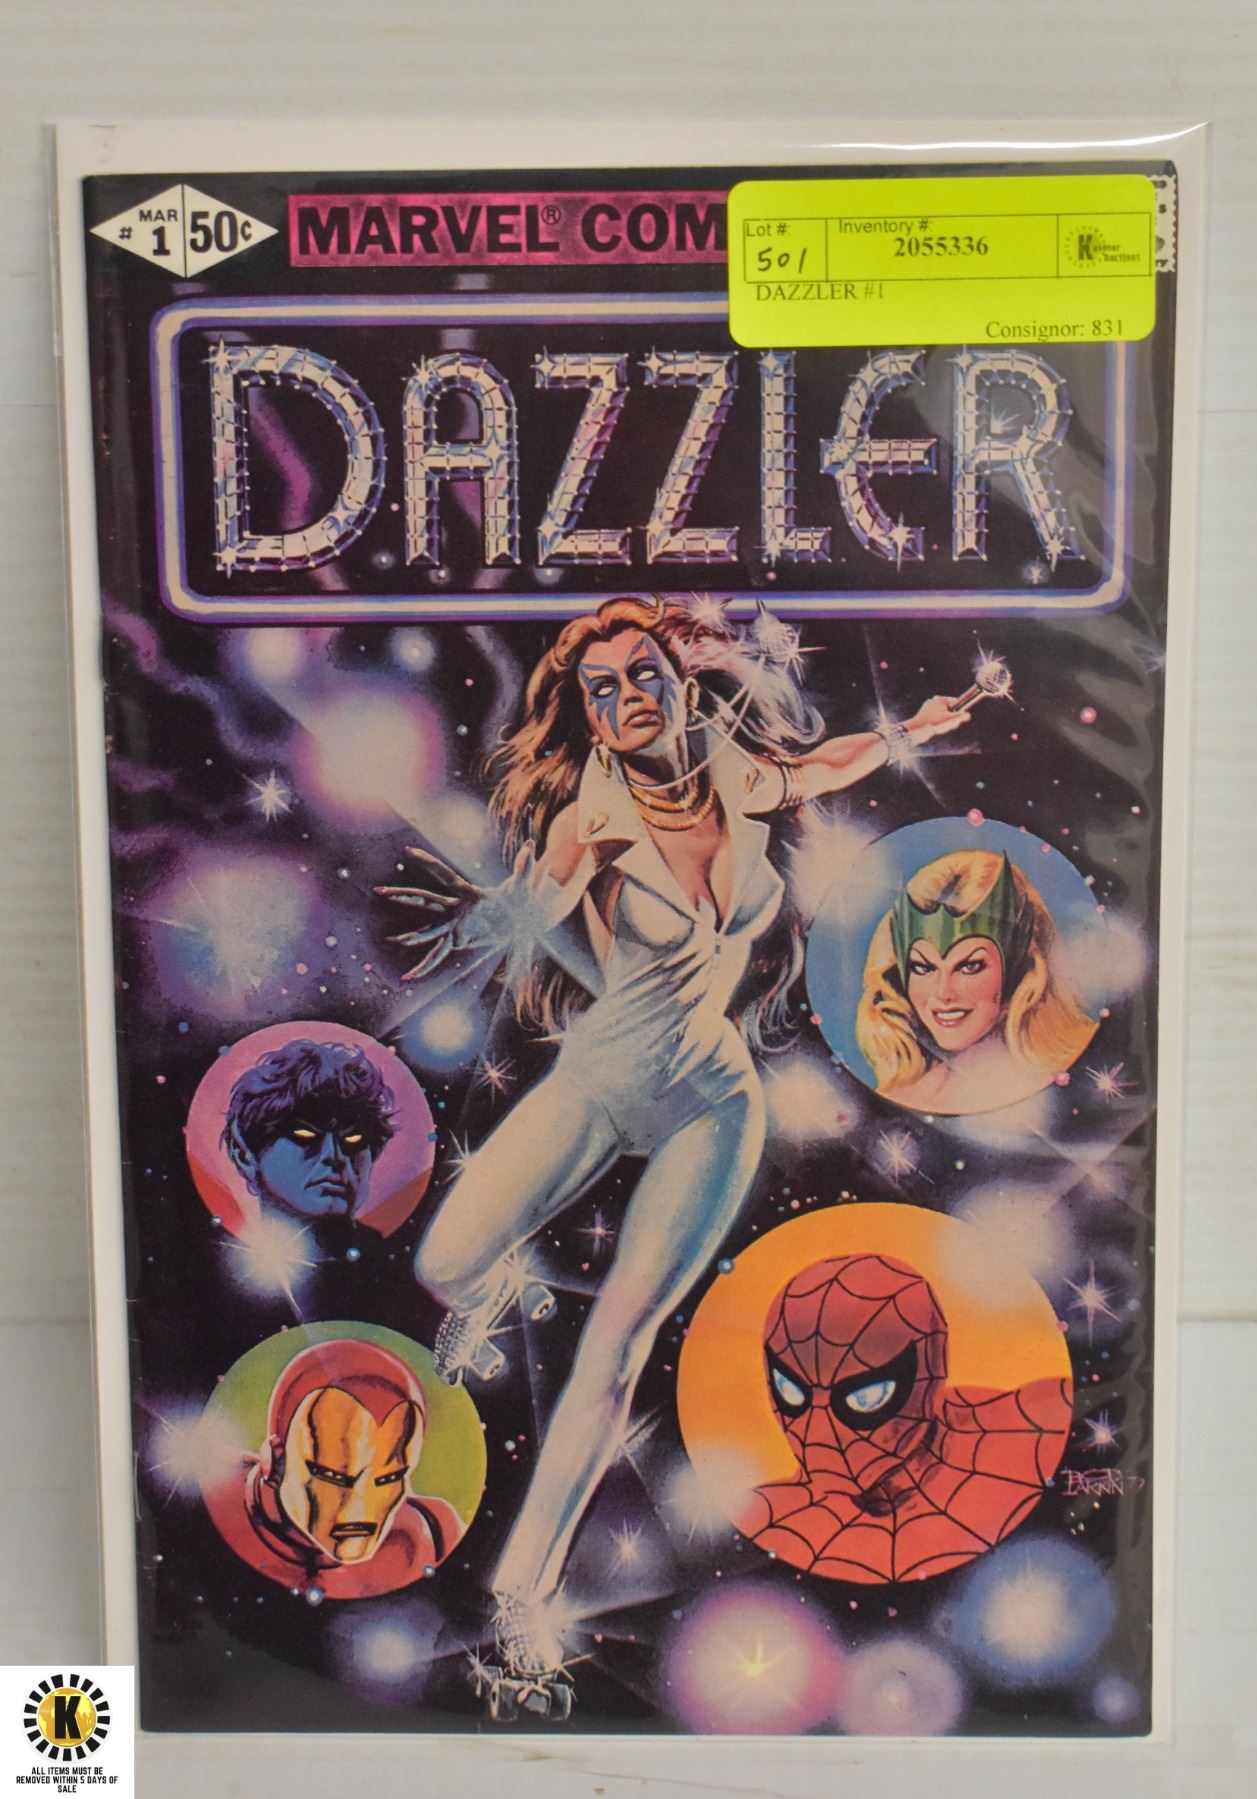 MAR
# 1
50¢
MARVEL® COM
Lot #:
501
Inventory #:
2055336
Auctions
DAZZLER #1
Consignor: 831
DAZZLER
K
ALL ITEMS MUST BE
REMOVED WITHIN 5 DAYS OF
SALE